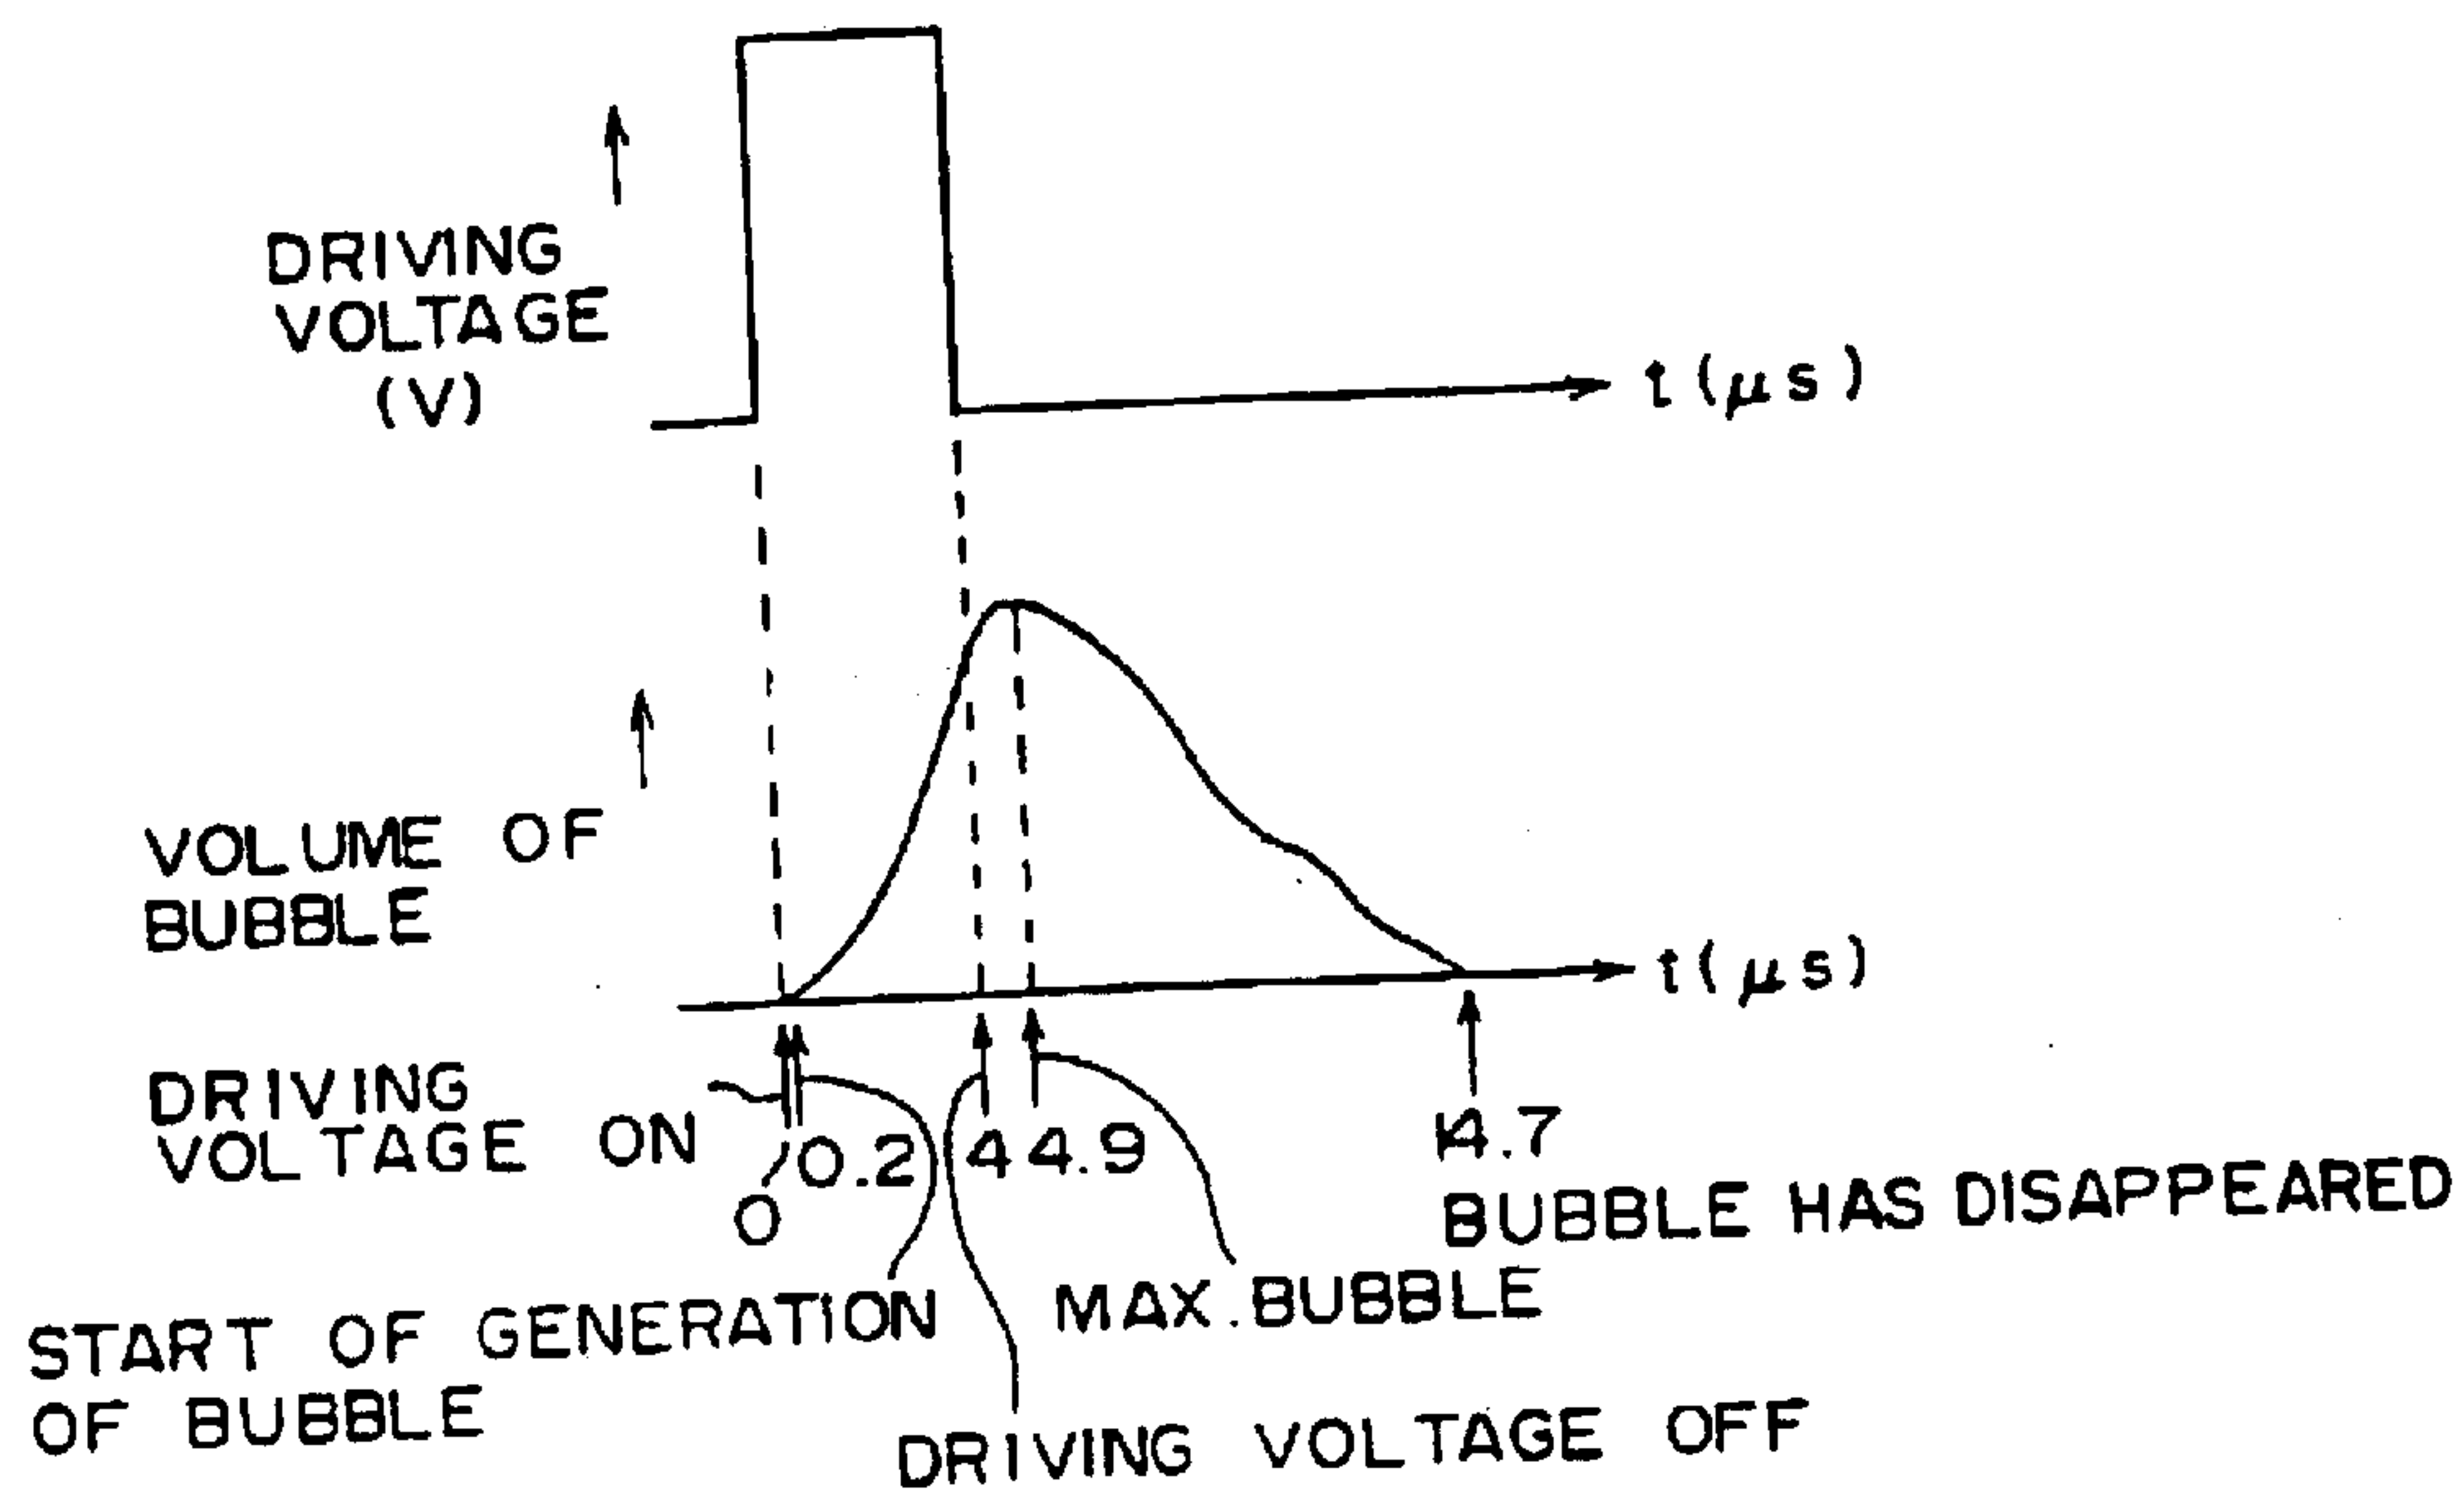 DRIVING
VOLTAGE
(V)
t(μs)
VOLUME OF
BUBBLE
t(μs)
DRIVING
VOLTAGE ON
0
0.2
4
4.9
14.7
BUBBLE HAS DISAPPEARED
START OF GENERATION
OF BUBBLE
MAX. BUBBLE
DRIVING VOLTAGE OFF